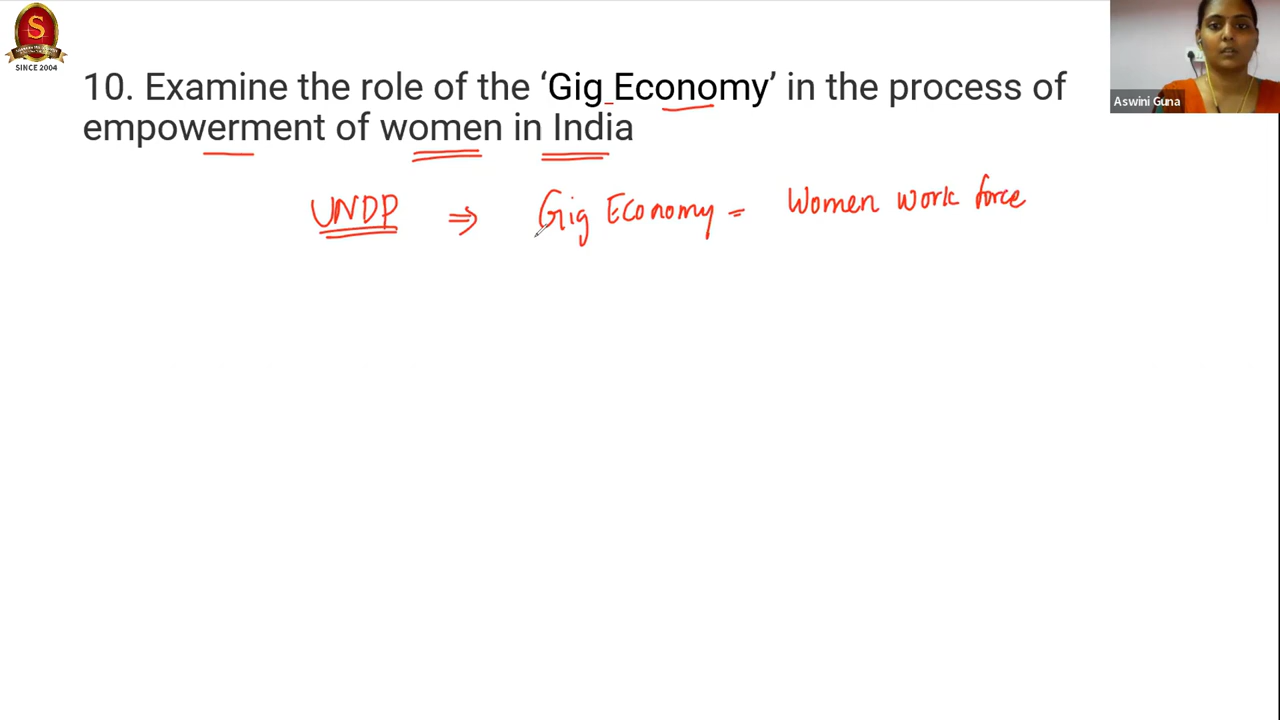 S
SINCE 2004
10. Examine the role of the ‘Gig Economy’ in the process of
empowerment of women in India
Aswini Guna
UNDP ⇒ Gig Economy = Women work force